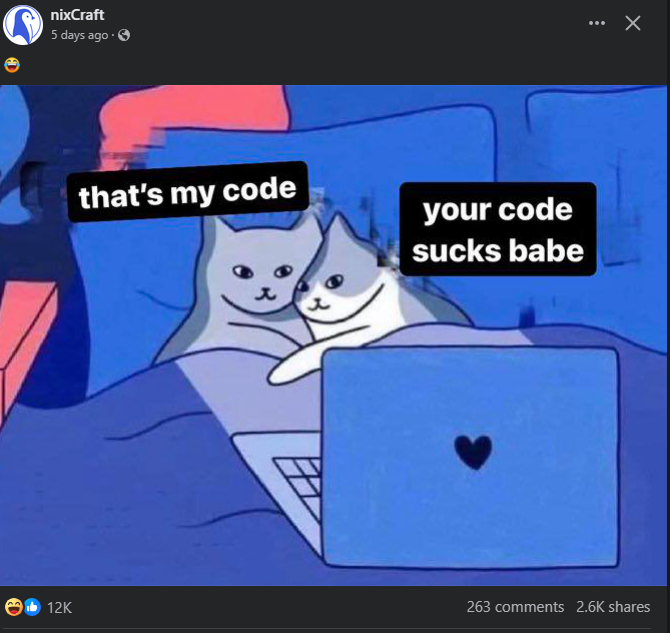 nixCraft
5 days ago ·
that's my code
your code
sucks babe
12K
263 comments 2.6K shares